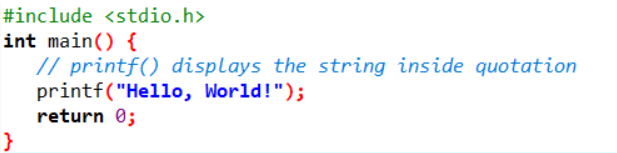 #include <stdio.h>
int main() {
   // printf() displays the string inside quotation
   printf("Hello, World!");
   return 0;
}